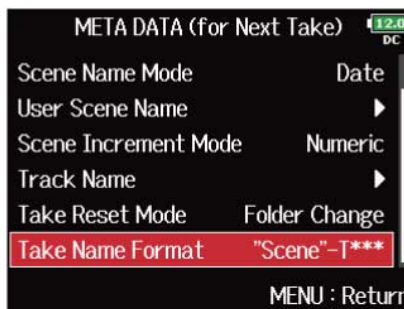 META DATA (for Next Take) 12.0
DC
Scene Name Mode Date
User Scene Name
Scene Increment Mode Numeric
Track Name
Take Reset Mode Folder Change
Take Name Format "Scene"-T***
MENU : Return